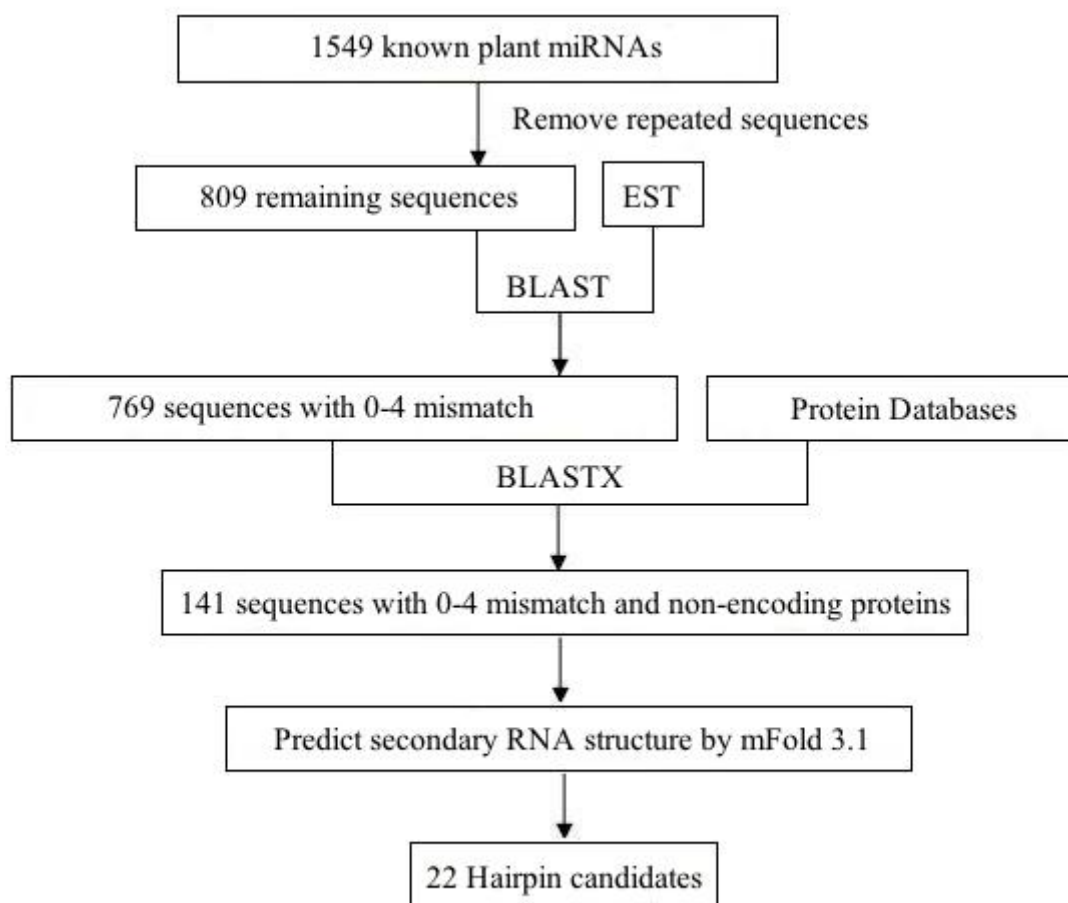 1549 known plant miRNAs
Remove repeated sequences
809 remaining sequences
EST
BLAST
769 sequences with 0-4 mismatch
Protein Databases
BLASTX
141 sequences with 0-4 mismatch and non-encoding proteins
Predict secondary RNA structure by mFold 3.1
22 Hairpin candidates